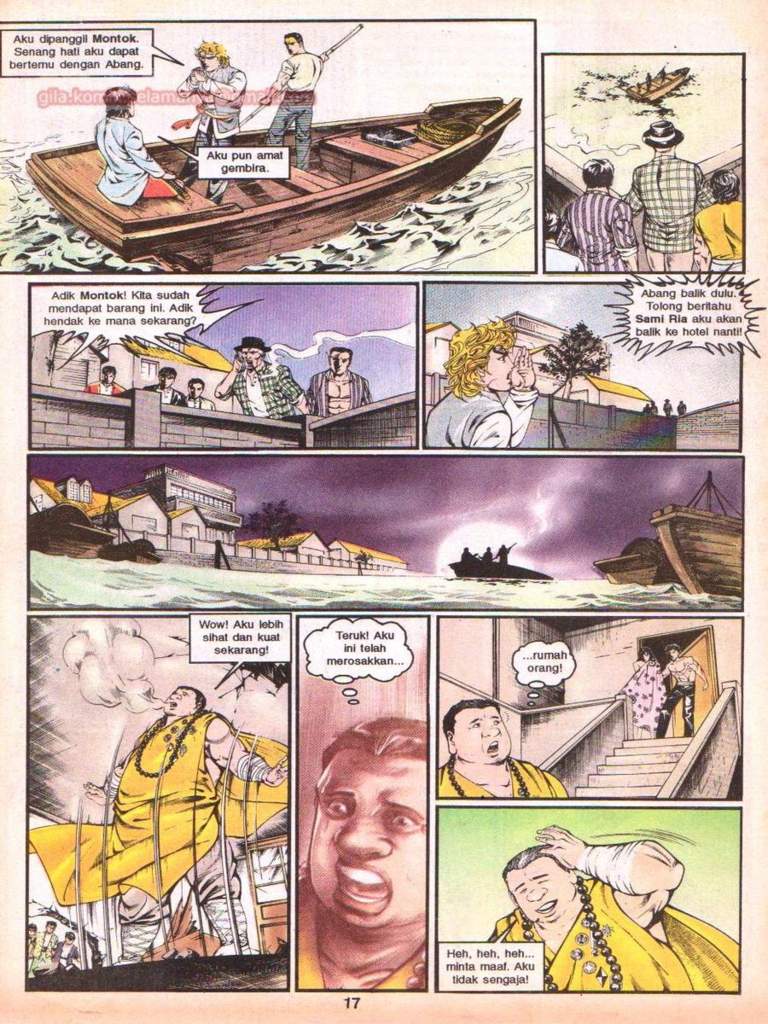 Aku dipanggil Montok.
Senang hati aku dapat
bertemu dengan Abang.
Aku pun amat
gembira.
Adik Montok! Kita sudah
mendapat barang ini. Adik
hendak ke mana sekarang?
Abang balik dulu.
Tolong beritahu
Sami Ria aku akan
balik ke hotel nanti!
Wow! Aku lebih
sihat dan kuat
sekarang!
Teruk! Aku
ini telah
merosakkan...
...rumah
orang!
Heh, heh, heh...
minta maaf. Aku
tidak sengaja!
17